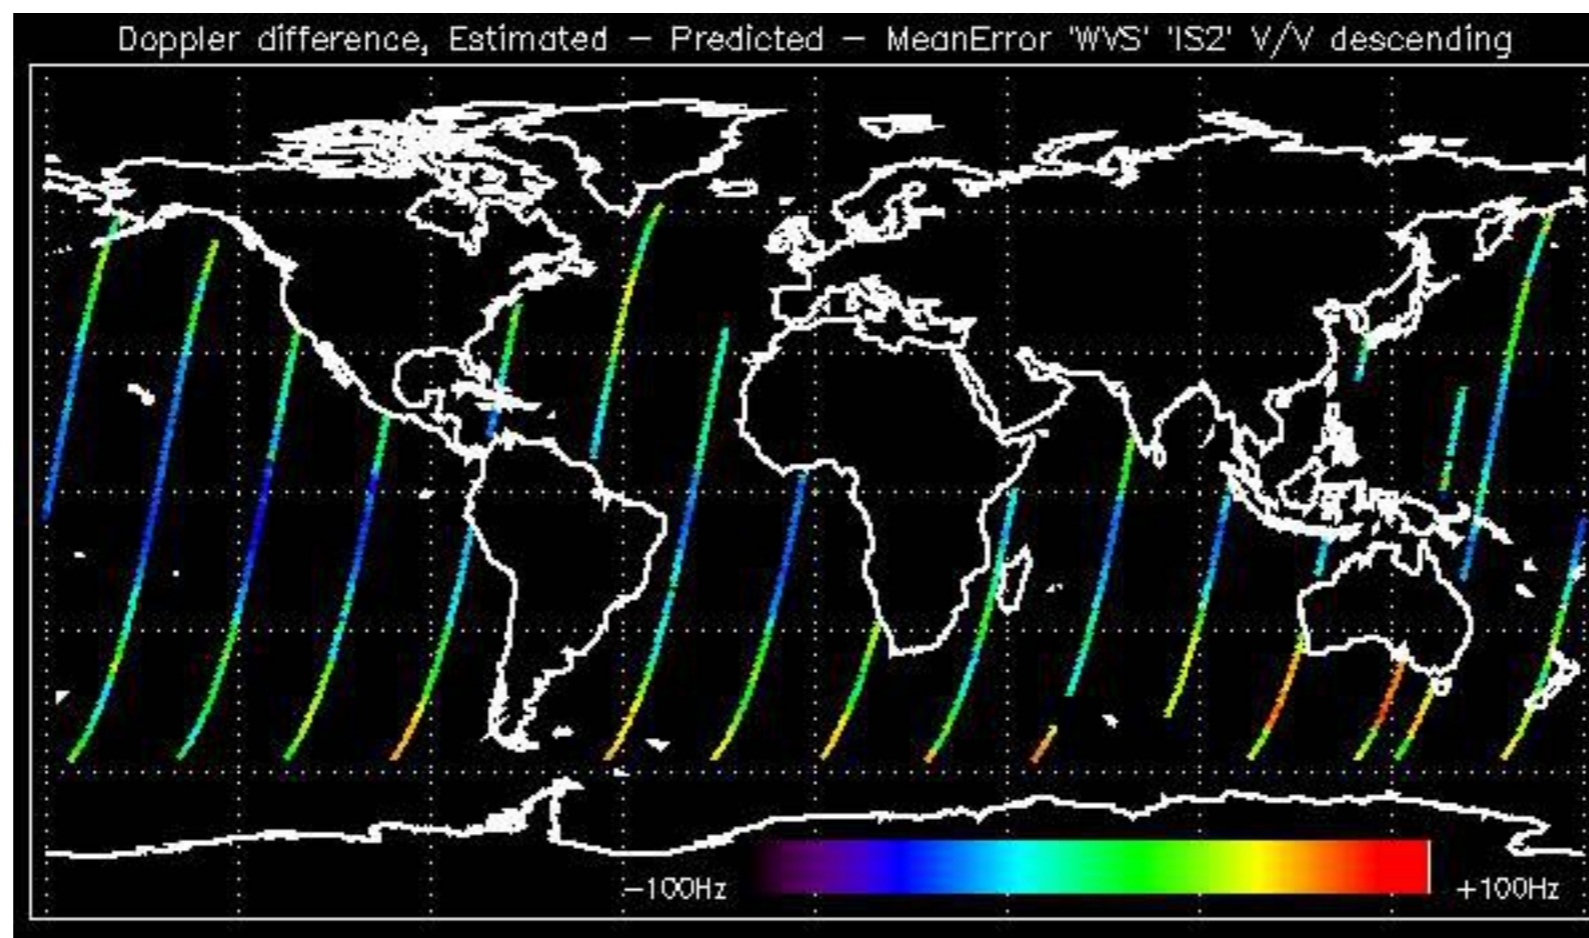 Doppler difference, Estimated – Predicted – MeanError 'WVS' 'IS2' V/V descending
-100Hz
+100Hz